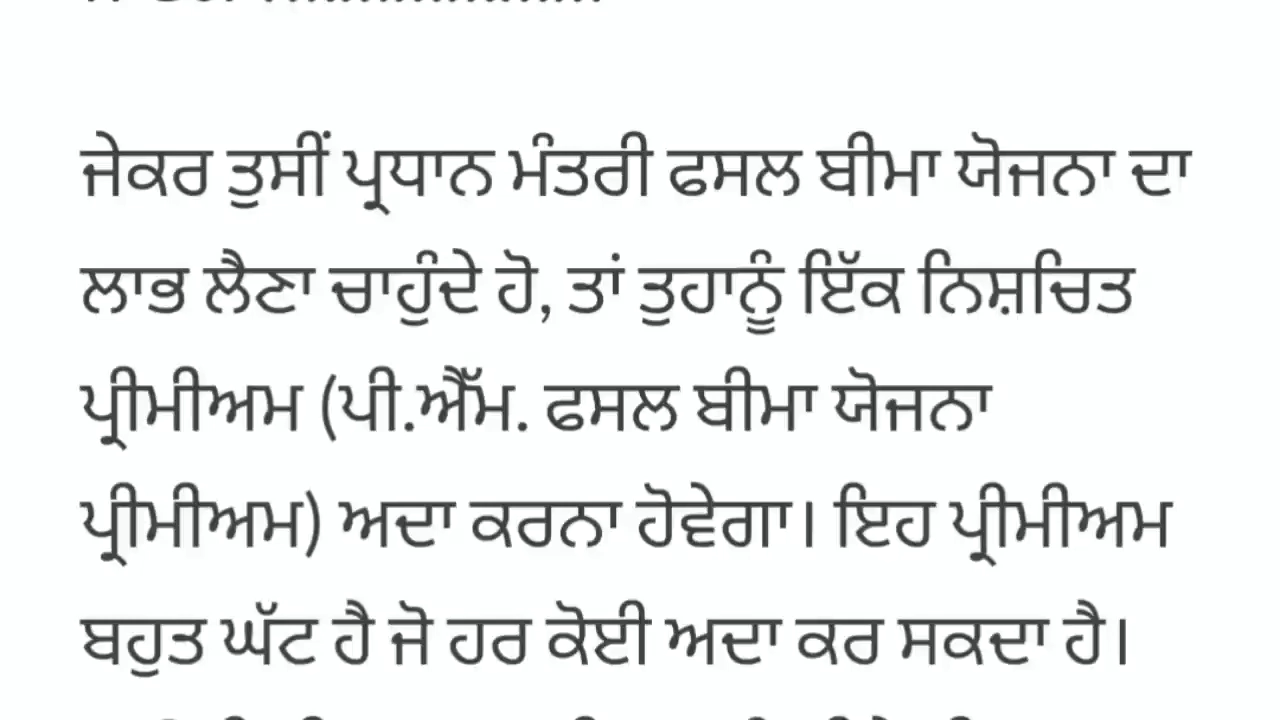 ਜੇਕਰ ਤੁਸੀਂ ਪ੍ਰਧਾਨ ਮੰਤਰੀ ਫਸਲ ਬੀਮਾ ਯੋਜਨਾ ਦਾ
ਲਾਭ ਲੈਣਾ ਚਾਹੁੰਦੇ ਹੋ, ਤਾਂ ਤੁਹਾਨੂੰ ਇੱਕ ਨਿਸ਼ਚਿਤ
ਪ੍ਰੀਮੀਅਮ (ਪੀ.ਐੱਮ. ਫਸਲ ਬੀਮਾ ਯੋਜਨਾ
ਪ੍ਰੀਮੀਅਮ) ਅਦਾ ਕਰਨਾ ਹੋਵੇਗਾ। ਇਹ ਪ੍ਰੀਮੀਅਮ
ਬਹੁਤ ਘੱਟ ਹੈ ਜੋ ਹਰ ਕੋਈ ਅਦਾ ਕਰ ਸਕਦਾ ਹੈ।